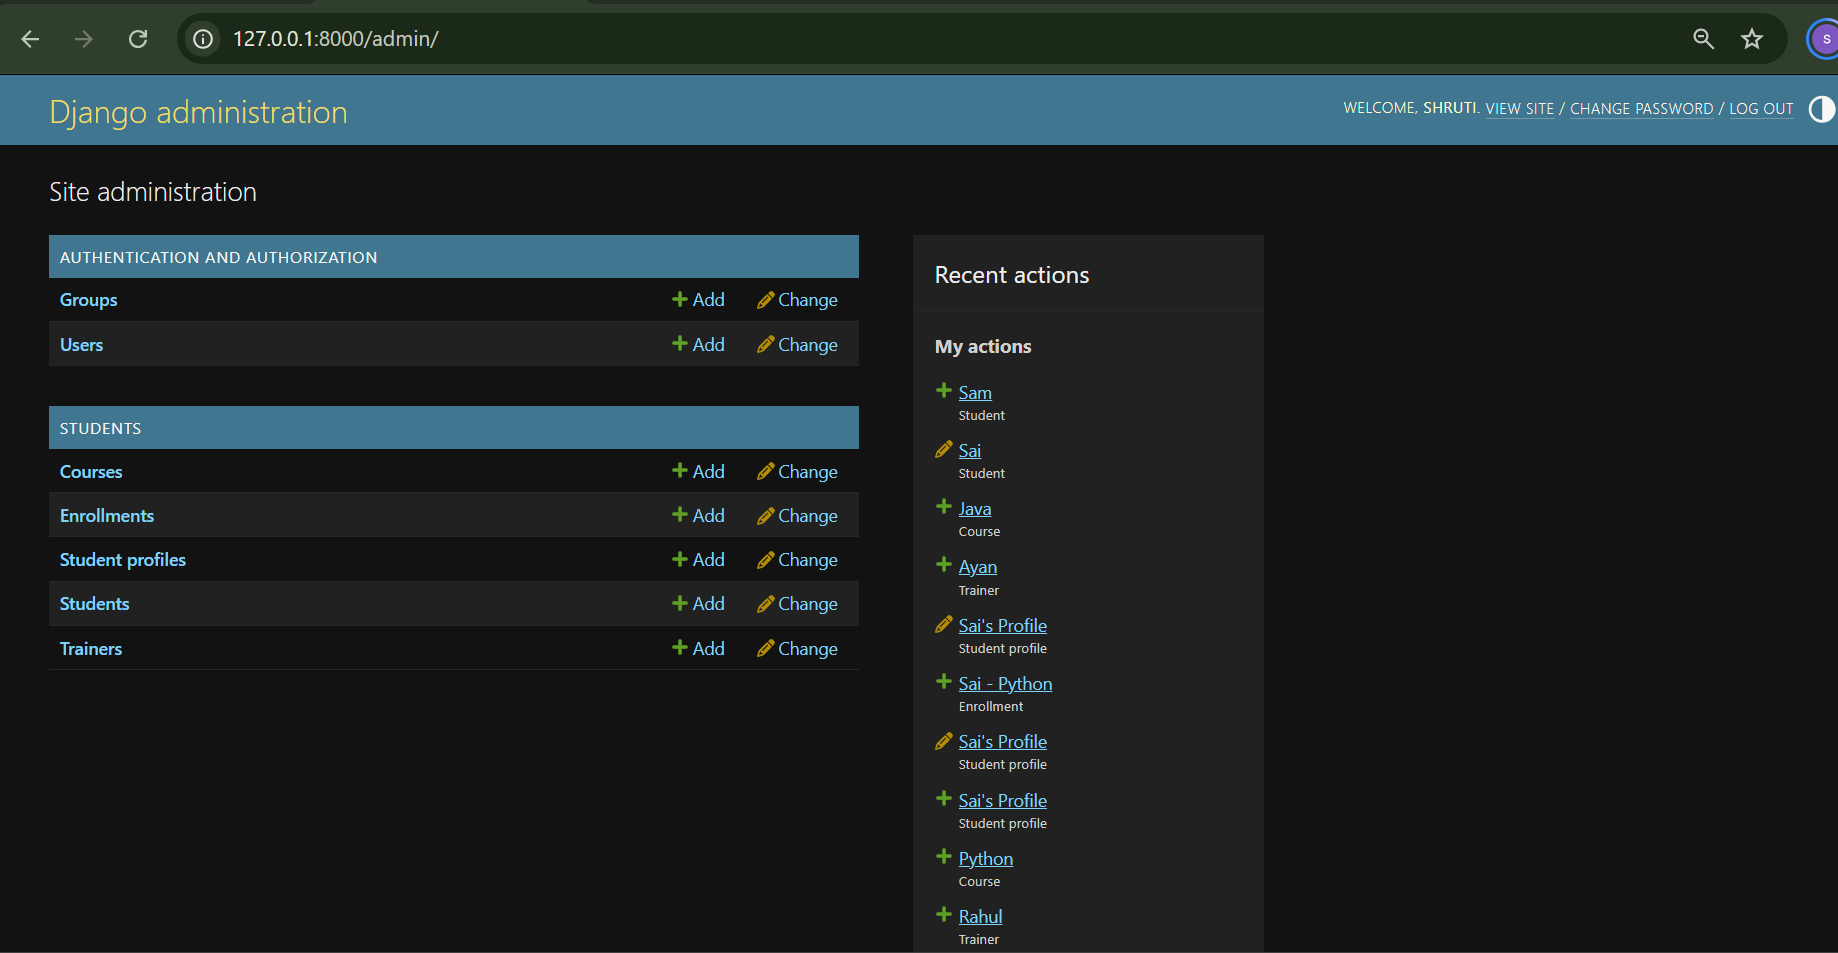 127.0.0.1:8000/admin/
S
Django administration
WELCOME, SHRUTI. VIEW SITE / CHANGE PASSWORD / LOG OUT
Site administration
AUTHENTICATION AND AUTHORIZATION
Groups Add Change
Users Add Change
STUDENTS
Courses Add Change
Enrollments Add Change
Student profiles Add Change
Students Add Change
Trainers Add Change
Recent actions
My actions
Sam
Student
Sai
Student
Java
Course
Ayan
Trainer
Sai's Profile
Student profile
Sai - Python
Enrollment
Sai's Profile
Student profile
Sai's Profile
Student profile
Python
Course
Rahul
Trainer